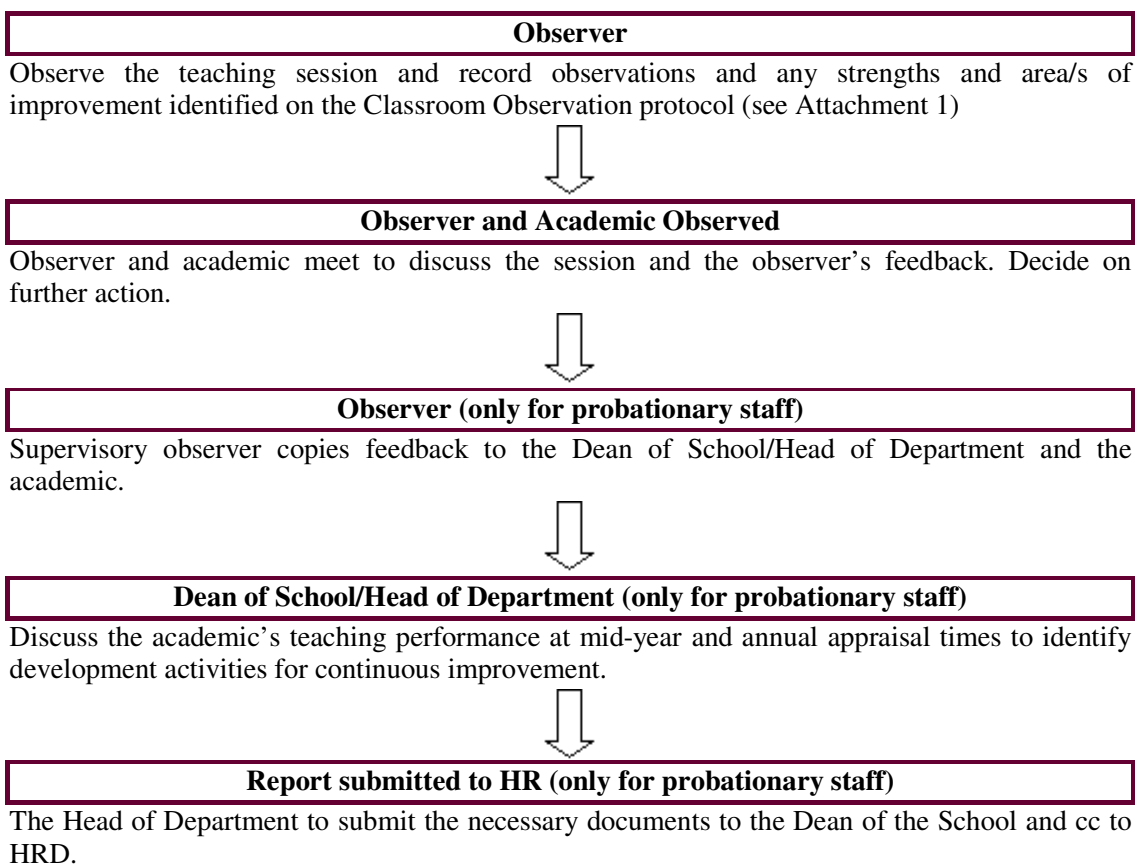 Observer
Observe the teaching session and record observations and any strengths and area/s of
improvement identified on the Classroom Observation protocol (see Attachment 1)
Observer and Academic Observed
Observer and academic meet to discuss the session and the observer's feedback. Decide on
further action.
Observer (only for probationary staff)
Supervisory observer copies feedback to the Dean of School/Head of Department and the
academic.
Dean of School/Head of Department (only for probationary staff)
Discuss the academic's teaching performance at mid-year and annual appraisal times to identify
development activities for continuous improvement.
Report submitted to HR (only for probationary staff)
The Head of Department to submit the necessary documents to the Dean of the School and cc to
HRD.